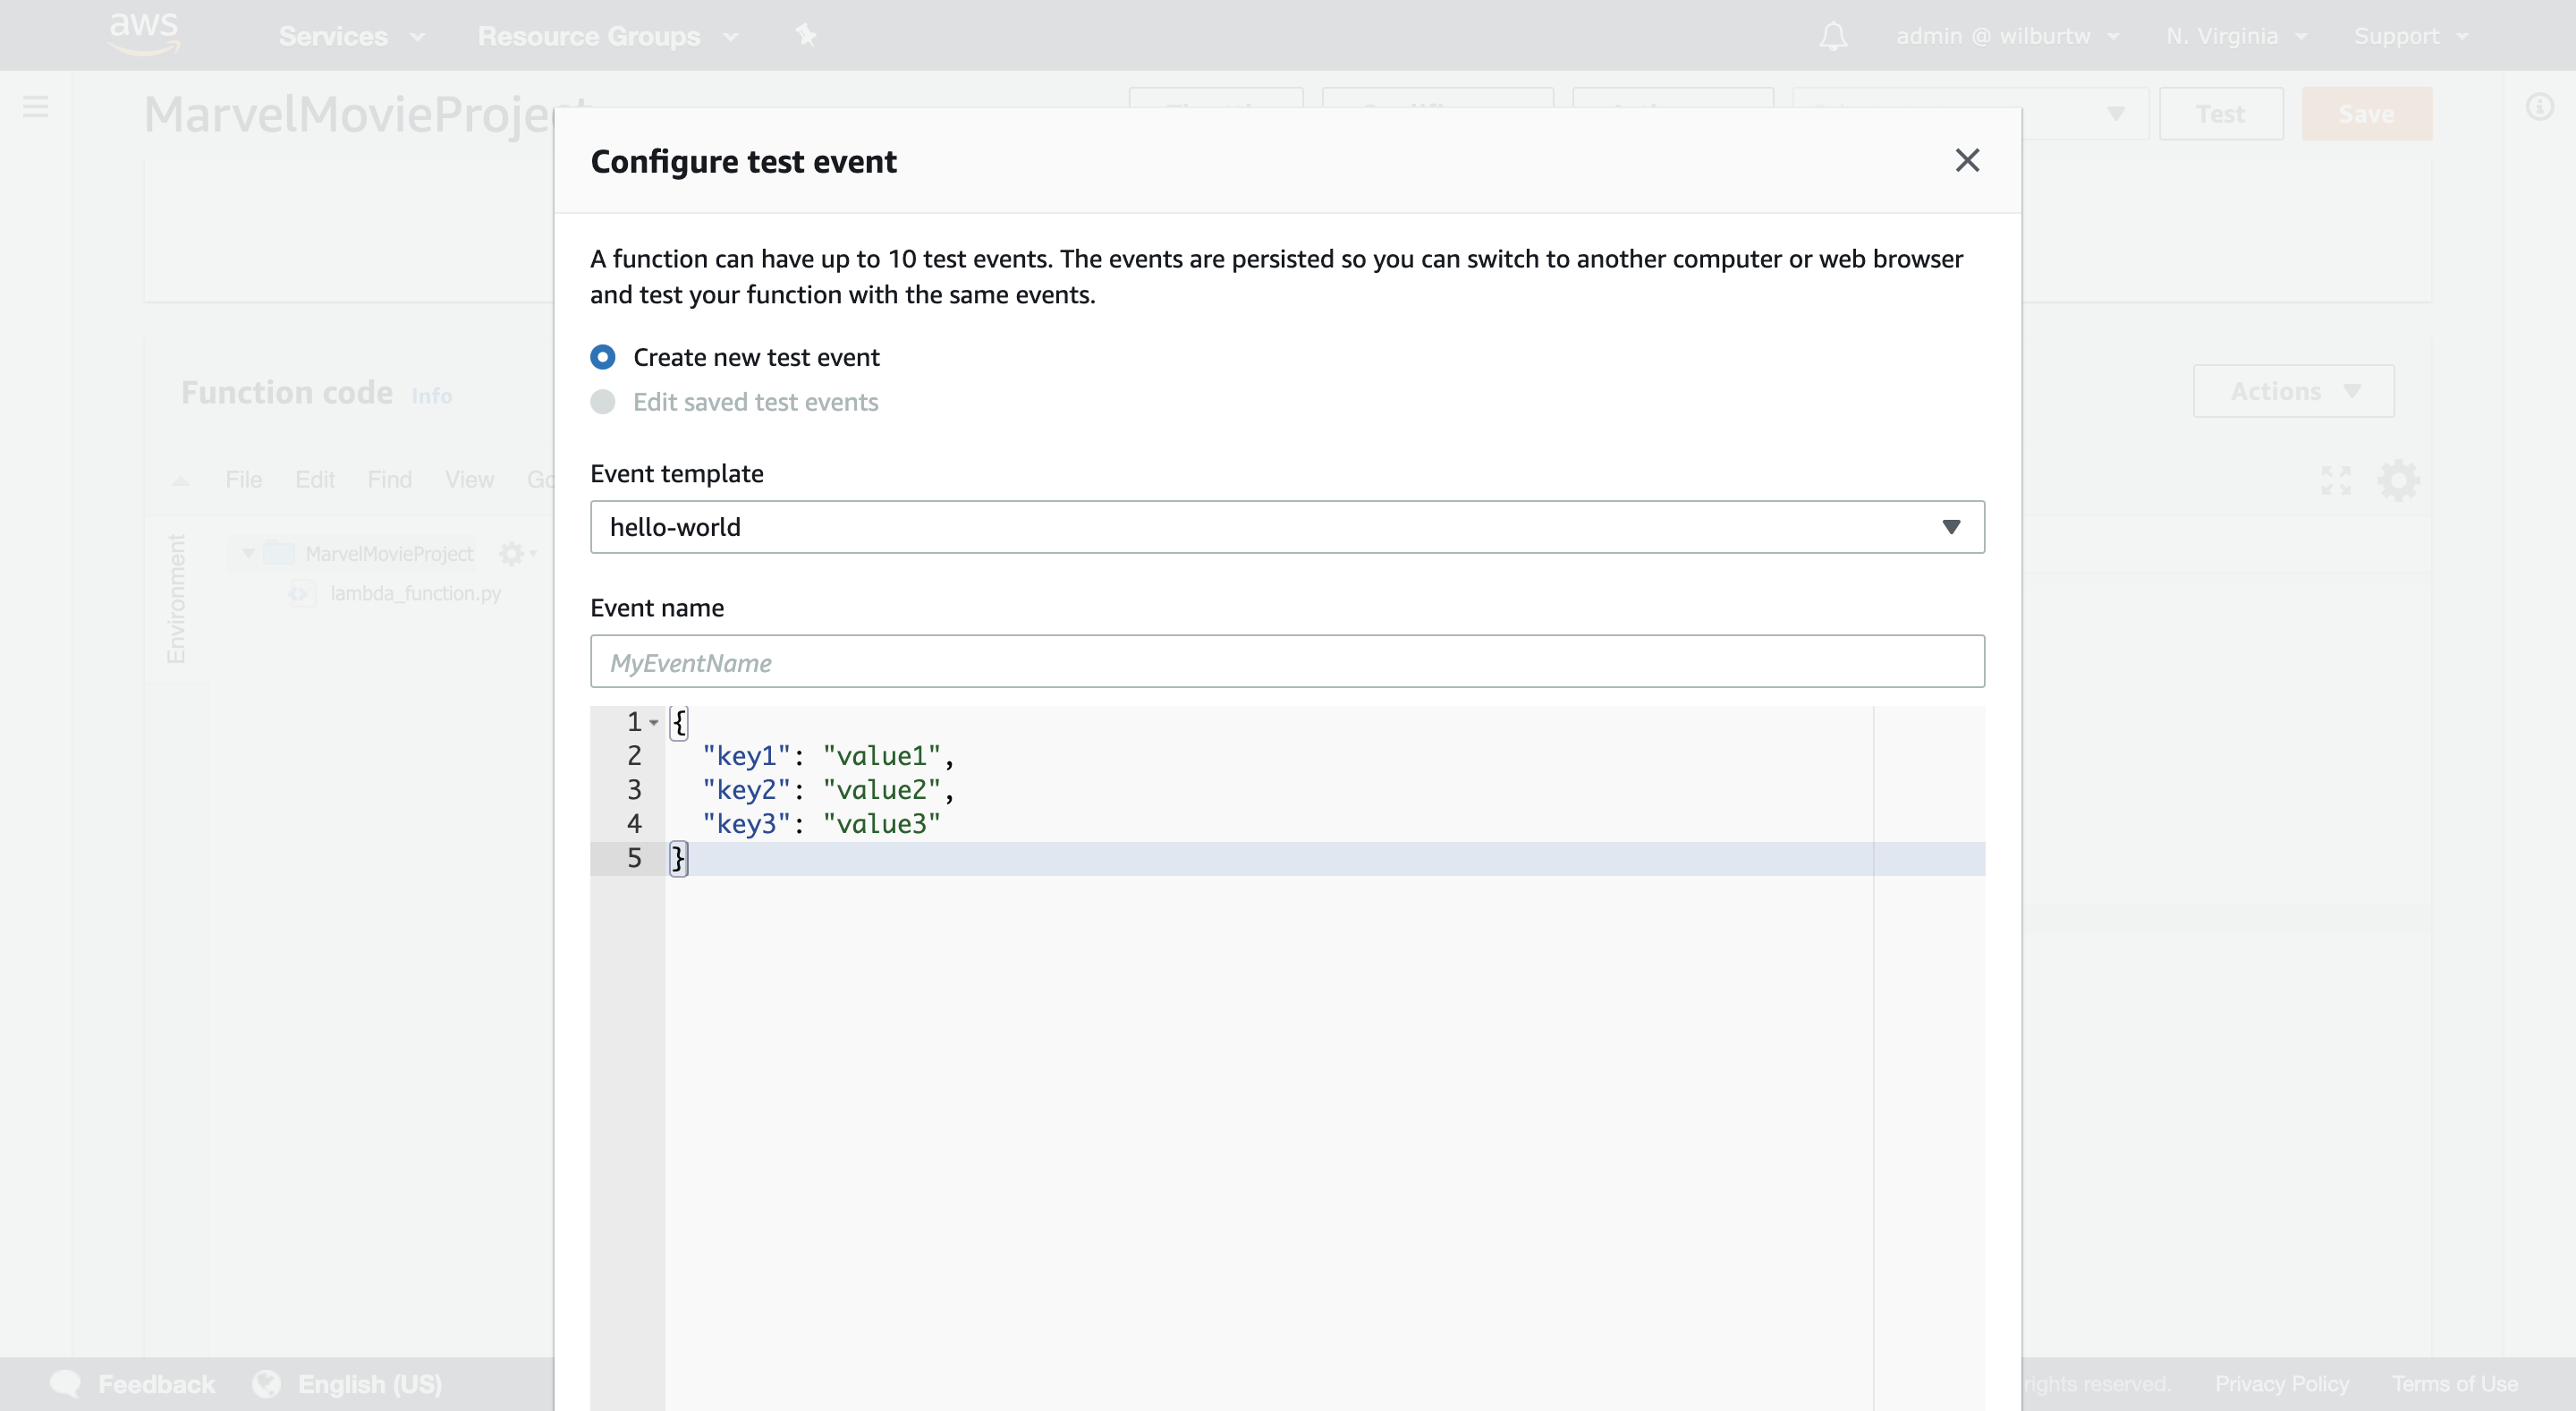 aws
Services
Resource Groups
admin @ wilburtw
N. Virginia
Support
MarvelMovieProject
Test
Save
Configure test event
A function can have up to 10 test events. The events are persisted so you can switch to another computer or web browser
and test your function with the same events.
Create new test event
Edit saved test events
Function code Info
Actions
File Edit Find View Go
Environment
MarvelMovieProject
lambda_function.py
Event template
hello-world
Event name
MyEventName
1 {
2 "key1": "value1",
3 "key2": "value2",
4 "key3": "value3"
5 }
Feedback
English (US)
rights reserved.
Privacy Policy
Terms of Use